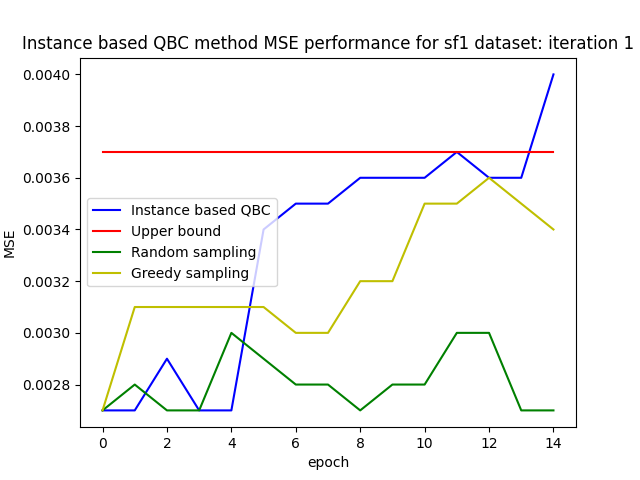 Instance based QBC method MSE performance for sf1 dataset: iteration 1
0.0040
0.0038
0.0036
0.0034
0.0032
0.0030
0.0028
MSE
Instance based QBC
Upper bound
Random sampling
Greedy sampling
0 2 4 6 8 10 12 14
epoch